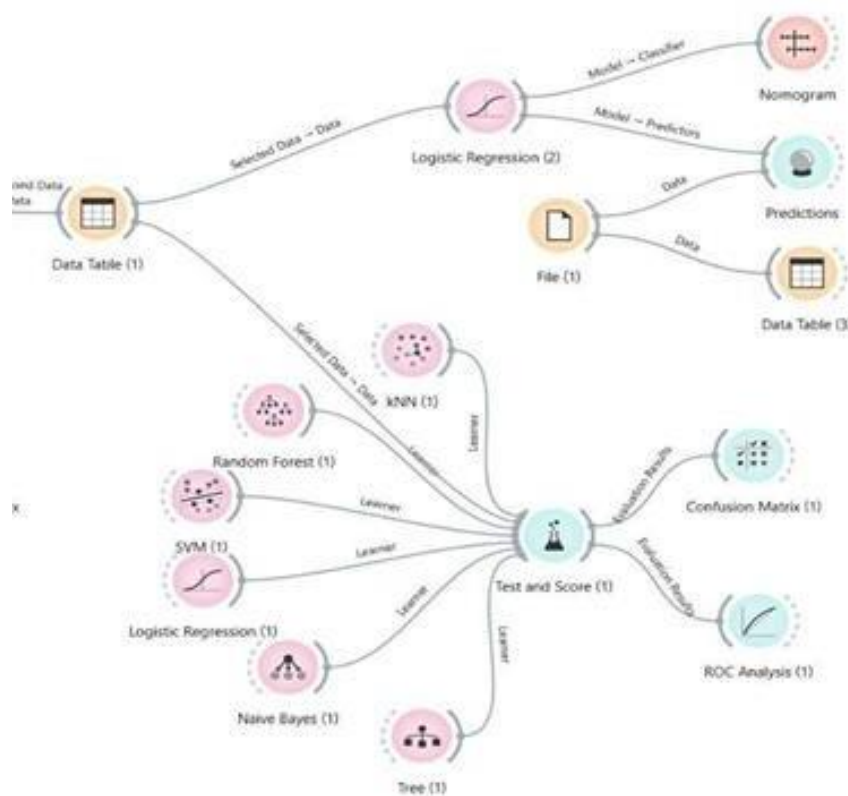 Model → Classifier
Nomogram
Selected Data → Data
Logistic Regression (2)
Model → Predictors
Data
Predictions
Data Table (1)
File (1)
Data
Data Table (3
Selected Data → Data
kNN (1)
Learner
Random Forest (1)
Learner
SVM (1)
Learner
Learner
Logistic Regression (1)
Learne
Naive Bayes (1)
Learner
Tree (1)
Test and Score (1)
Evaluation Results
Confusion Matrix (1)
Evaluation Results
ROC Analysis (1)
x